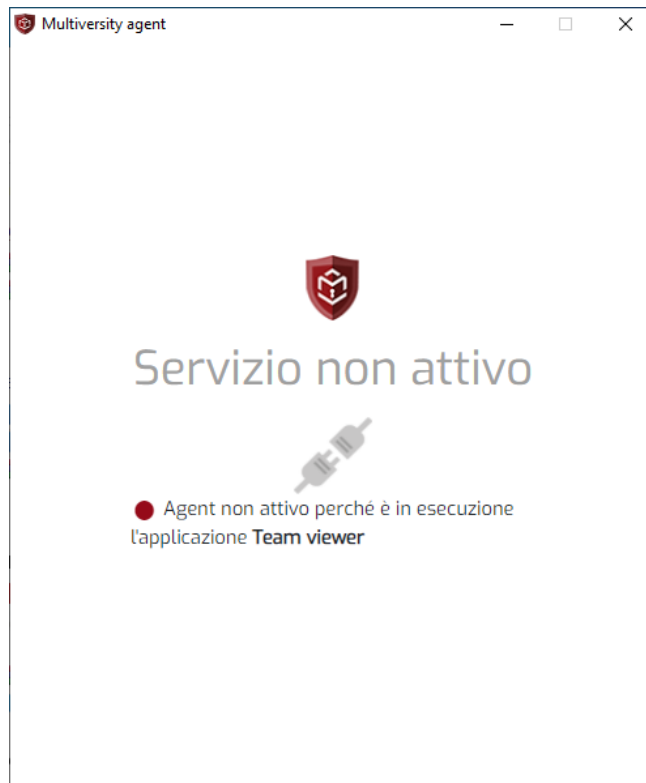 Multiversity agent
Servizio non attivo
Agent non attivo perché è in esecuzione
l'applicazione Team viewer